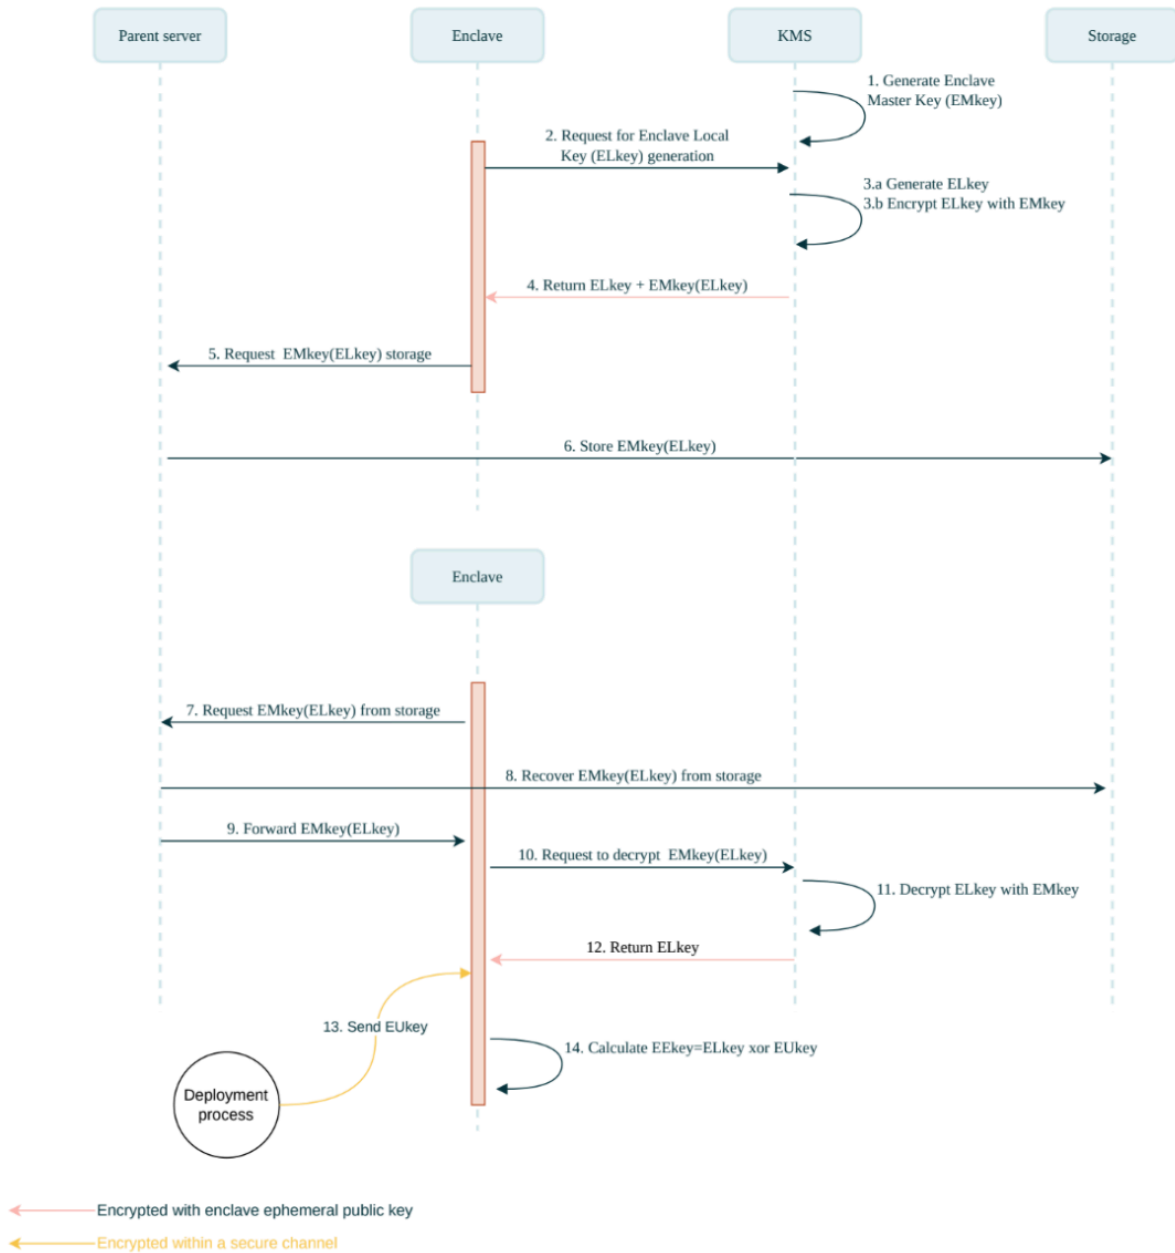 Parent server
Enclave
KMS
Storage
1. Generate Enclave
Master Key (EMkey)
2. Request for Enclave Local
Key (ELkey) generation
3.a Generate ELkey
3.b Encrypt ELkey with EMkey
4. Return ELkey + EMkey(ELkey)
5. Request EMkey(ELkey) storage
6. Store EMkey(ELkey)
Enclave
7. Request EMkey(ELkey) from storage
8. Recover EMkey(ELkey) from storage
9. Forward EMkey(ELkey)
10. Request to decrypt EMkey(ELkey)
11. Decrypt ELkey with EMkey
12. Return ELkey
13. Send EUkey
14. Calculate EEkey=ELkey xor EUkey
Deployment
process
Encrypted with enclave ephemeral public key
Encrypted within a secure channel